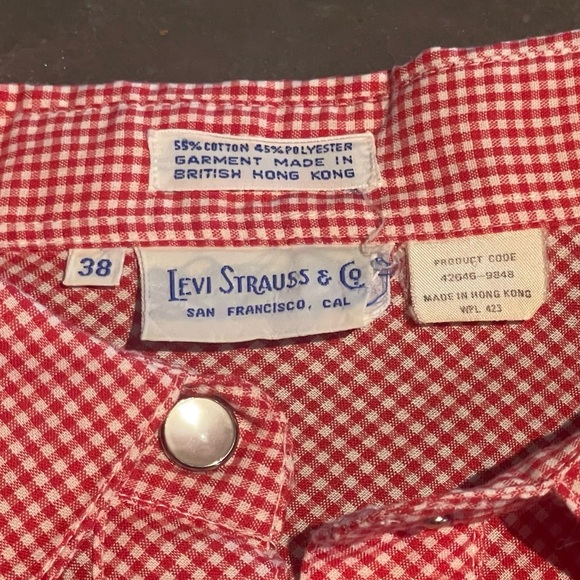 55% COTTON 45% POLYESTER
GARMENT MADE IN
BRITISH HONG KONG
38
LEVI STRAUSS & CO
SAN FRANCISCO, CAL
PRODUCT CODE
42646-9848
MADE IN HONG KONG
WPL 423